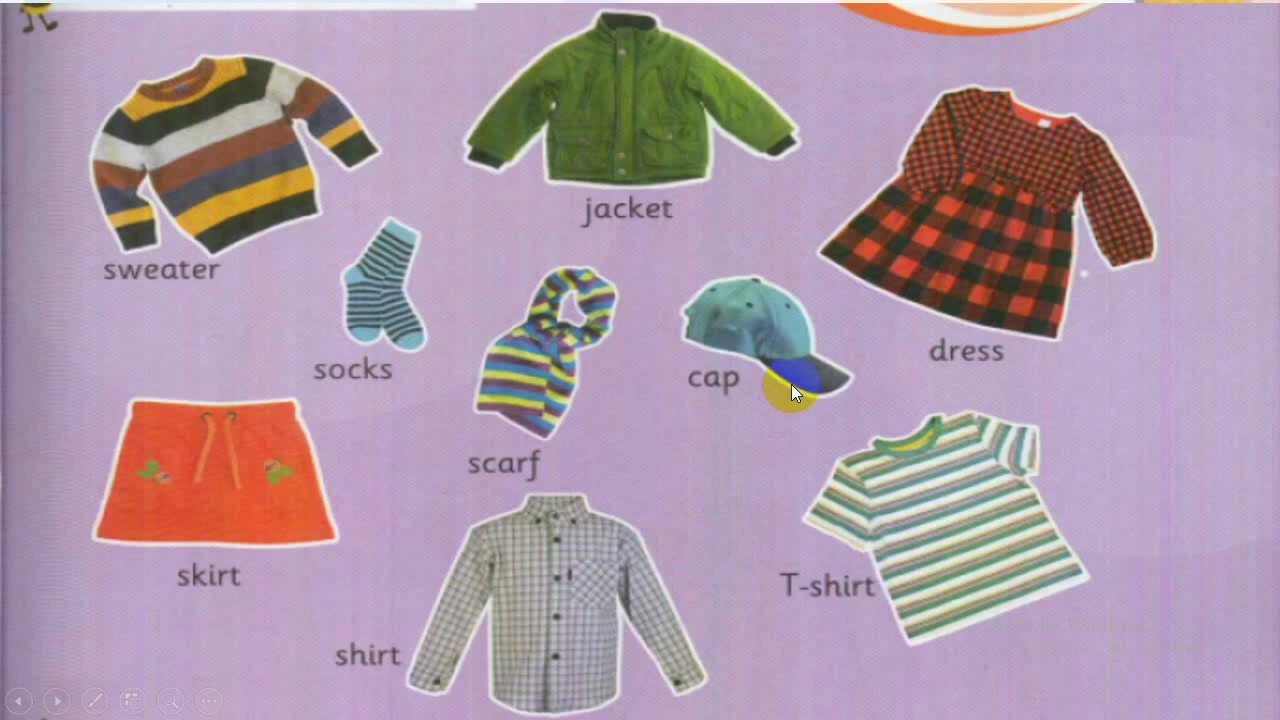 jacket
sweater
dress
socks
cap
scarf
skirt
T-shirt
shirt